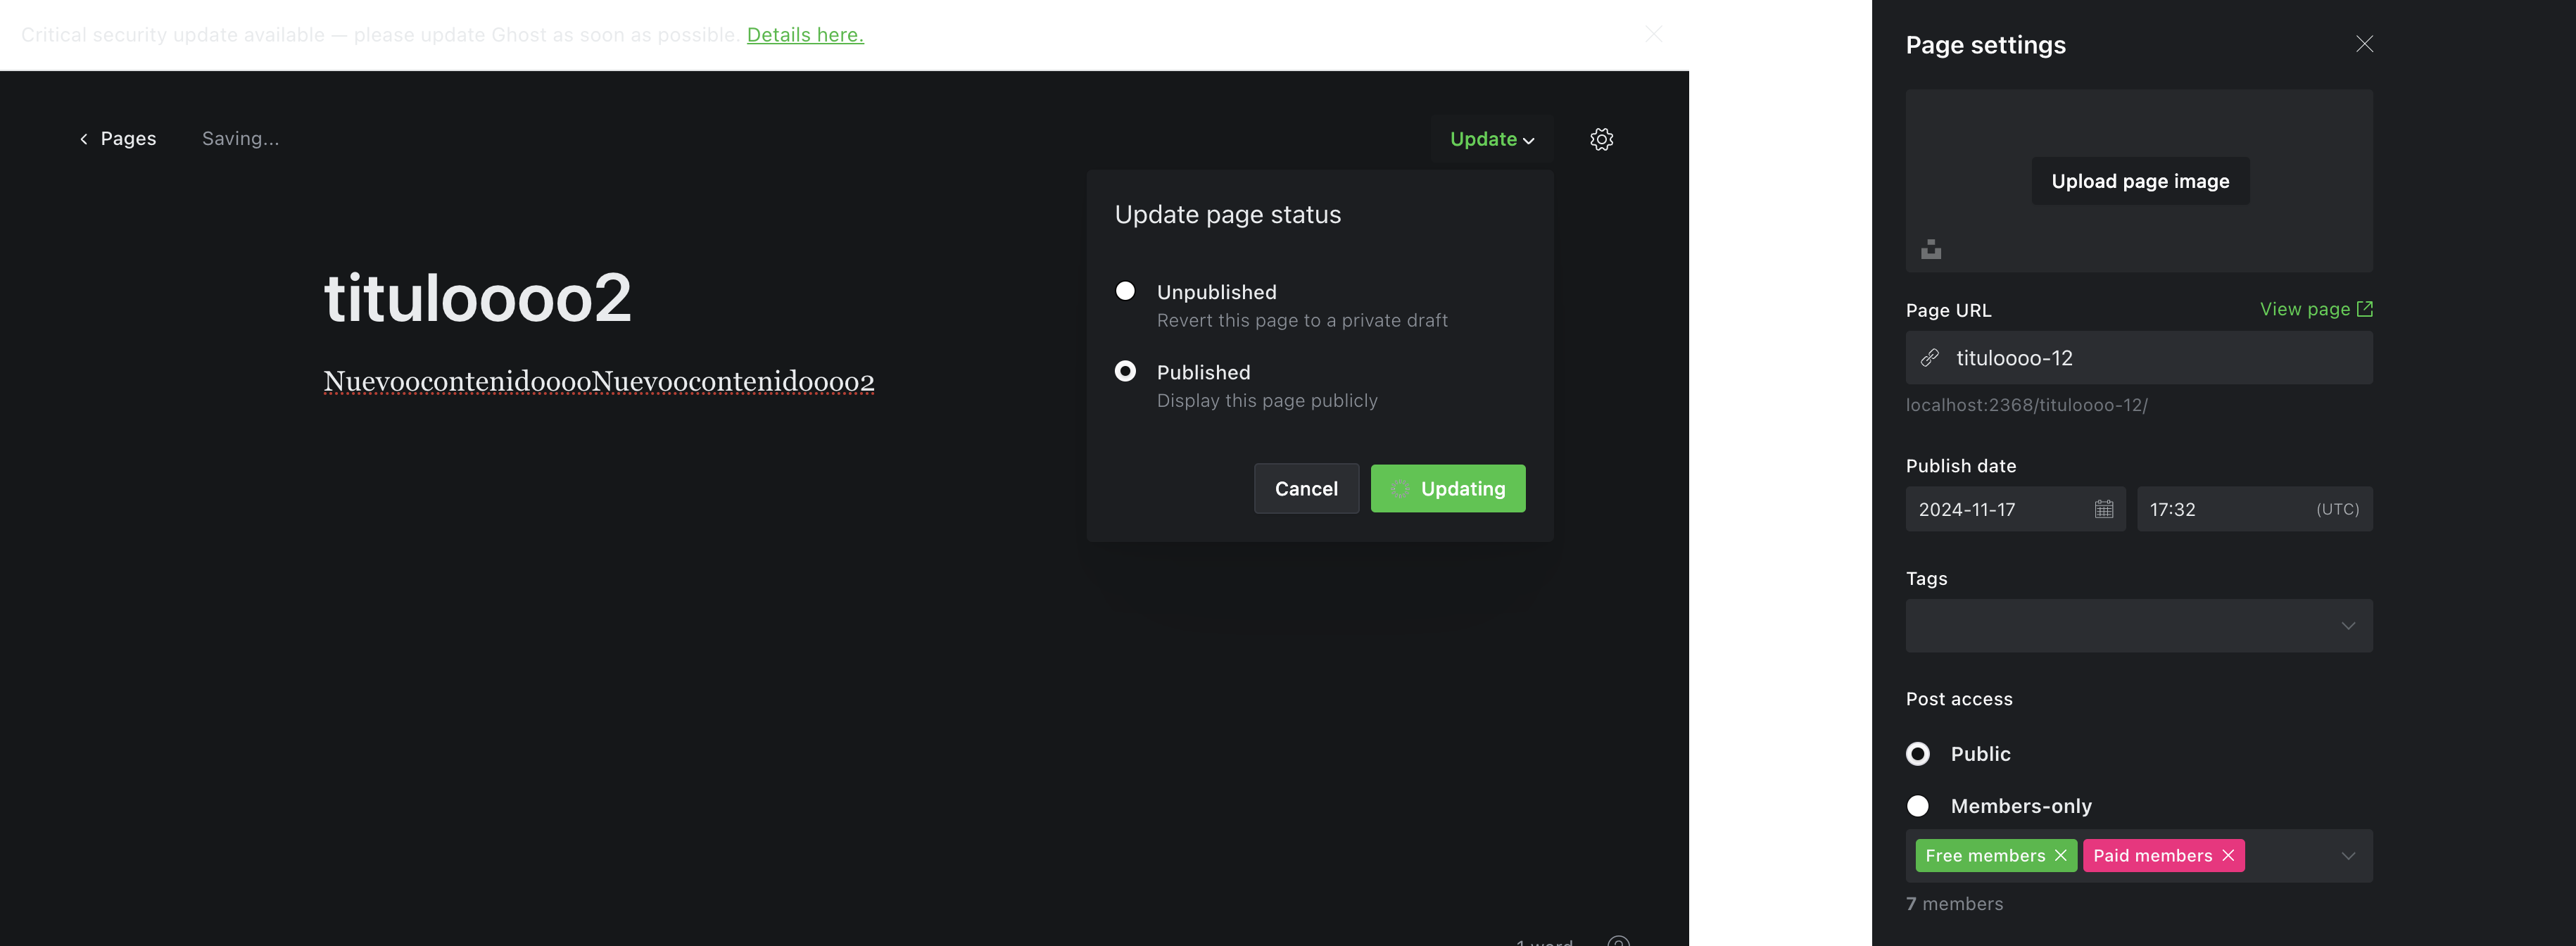 Critical security update available — please update Ghost as soon as possible. Details here.
Pages
Saving...
Update
Update page status
Unpublished
Revert this page to a private draft
Published
Display this page publicly
Cancel
Updating
tituloooo2
NuevoocontenidooooNuevoocontenidoooo2
1 word
Page settings
Upload page image
Page URL
View page
tituloooo-12
localhost:2368/tituloooo-12/
Publish date
2024-11-17
17:32
(UTC)
Tags
Post access
Public
Members-only
Free members
Paid members
7 members